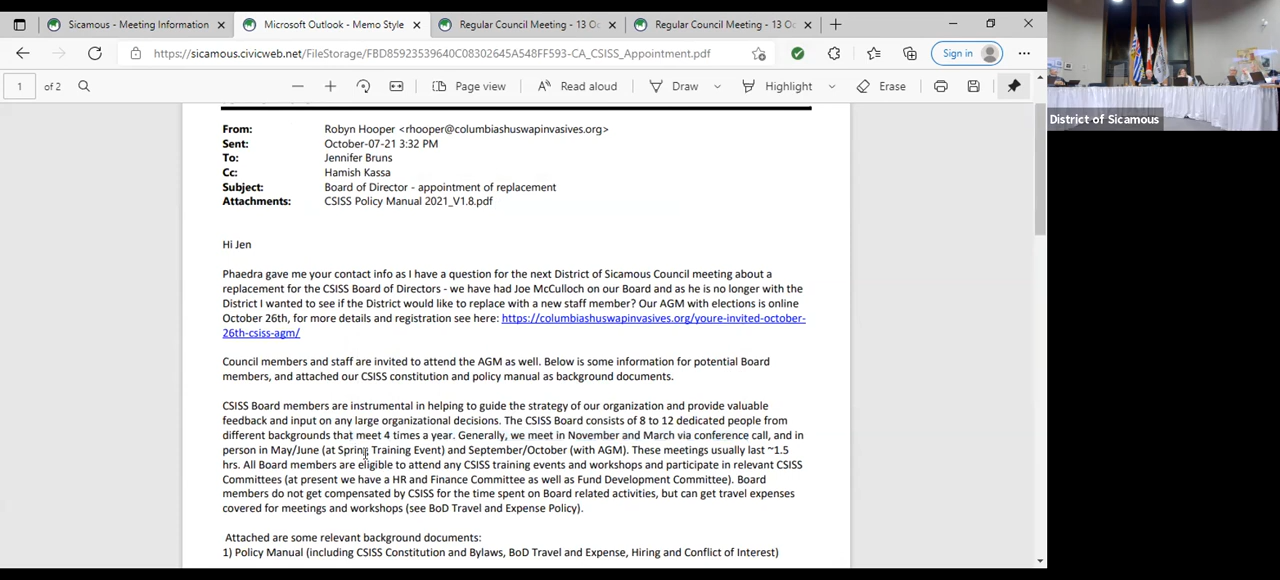 Sicamous - Meeting Information
Microsoft Outlook - Memo Style
Regular Council Meeting - 13 Oc
Regular Council Meeting - 13 Oc
https://sicamous.civicweb.net/FileStorage/FBD85923539640C08302645A548FF593-CA_CSISS_Appointment.pdf
Sign in
1 of 2
Page view
Read aloud
Draw
Highlight
Erase
District of Sicamous
From: Robyn Hooper <rhooper@columbiashuswapinvasives.org>
Sent: October-07-21 3:32 PM
To: Jennifer Bruns
Cc: Hamish Kassa
Subject: Board of Director - appointment of replacement
Attachments: CSISS Policy Manual 2021_V1.8.pdf
Hi Jen
Phaedra gave me your contact info as I have a question for the next District of Sicamous Council meeting about a
replacement for the CSISS Board of Directors - we have had Joe McCulloch on our Board and as he is no longer with the
District I wanted to see if the District would like to replace with a new staff member? Our AGM with elections is online
October 26th, for more details and registration see here: https://columbiashuswapinvasives.org/youre-invited-october-
26th-csiss-agm/
Council members and staff are invited to attend the AGM as well. Below is some information for potential Board
members, and attached our CSISS constitution and policy manual as background documents.
CSISS Board members are instrumental in helping to guide the strategy of our organization and provide valuable
feedback and input on any large organizational decisions. The CSISS Board consists of 8 to 12 dedicated people from
different backgrounds that meet 4 times a year. Generally, we meet in November and March via conference call, and in
person in May/June (at Spring Training Event) and September/October (with AGM). These meetings usually last ~1.5
hrs. All Board members are eligible to attend any CSISS training events and workshops and participate in relevant CSISS
Committees (at present we have a HR and Finance Committee as well as Fund Development Committee). Board
members do not get compensated by CSISS for the time spent on Board related activities, but can get travel expenses
covered for meetings and workshops (see BoD Travel and Expense Policy).
Attached are some relevant background documents:
1) Policy Manual (including CSISS Constitution and Bylaws, BoD Travel and Expense, Hiring and Conflict of Interest)